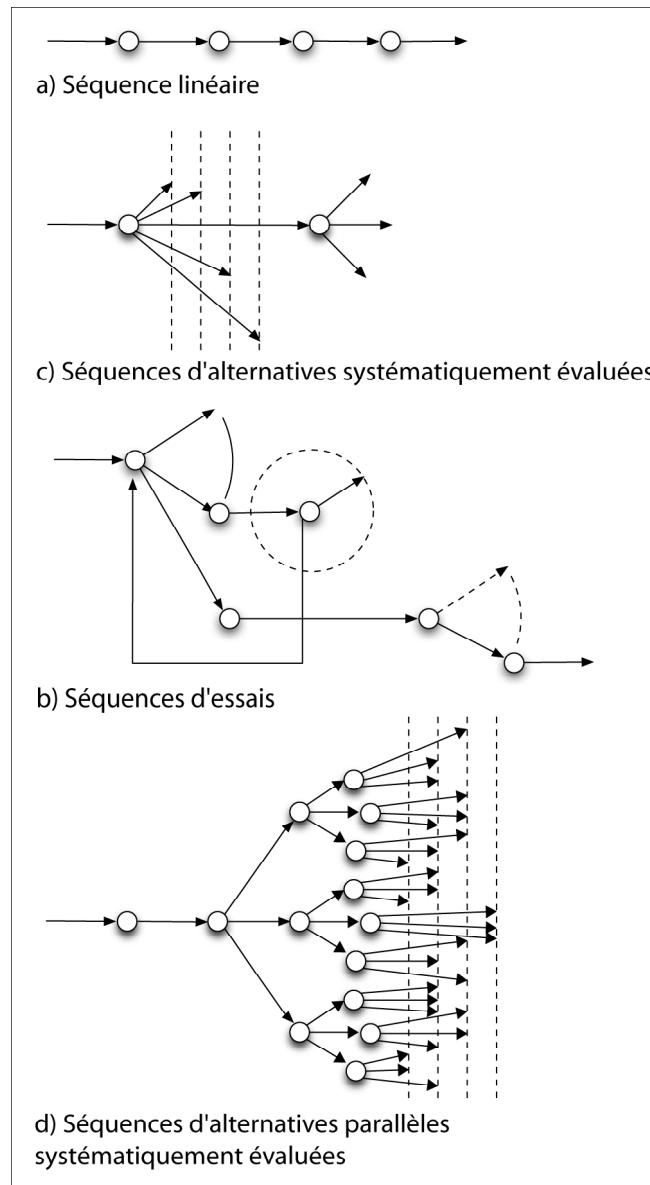 a) Séquence linéaire
c) Séquences d'alternatives systématiquement évaluées
b) Séquences d'essais
d) Séquences d'alternatives parallèles
systématiquement évaluées